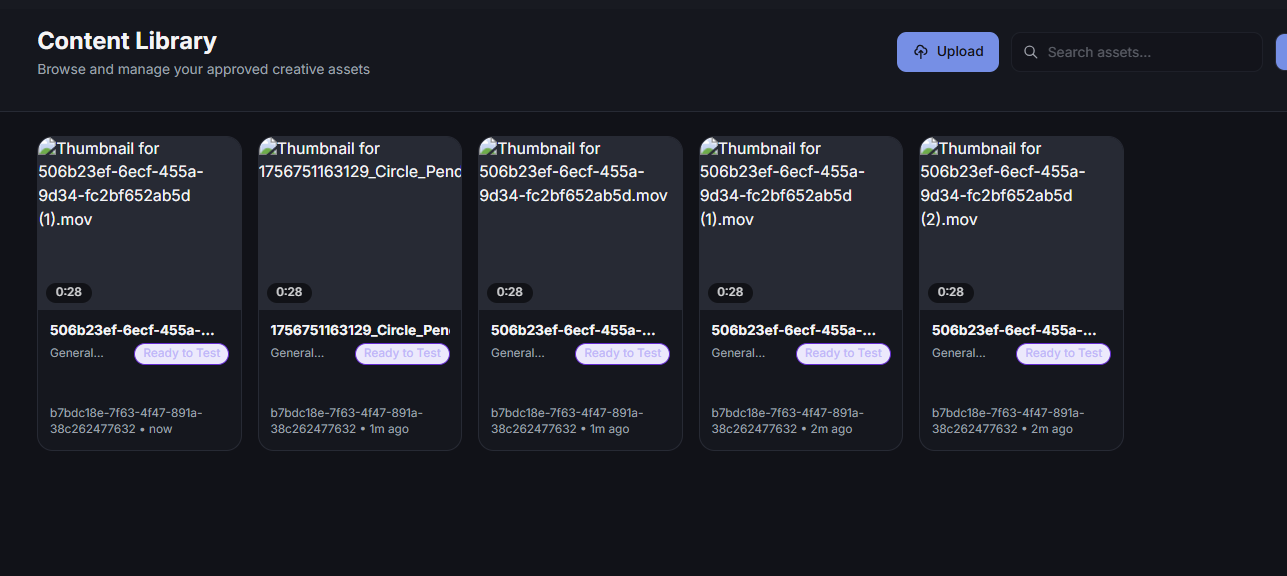 Content Library
Browse and manage your approved creative assets
Upload
Search assets...
Thumbnail for
506b23ef-6ecf-455a-
9d34-fc2bf652ab5d
(1).mov
0:28
506b23ef-6ecf-455a-...
General...
Ready to Test
b7bdc18e-7f63-4f47-891a-
38c262477632 • now
Thumbnail for
1756751163129_Circle_Pend
0:28
1756751163129_Circle_Pen
General...
Ready to Test
b7bdc18e-7f63-4f47-891a-
38c262477632 • 1m ago
Thumbnail for
506b23ef-6ecf-455a-
9d34-fc2bf652ab5d.mov
0:28
506b23ef-6ecf-455a-...
General...
Ready to Test
b7bdc18e-7f63-4f47-891a-
38c262477632 • 1m ago
Thumbnail for
506b23ef-6ecf-455a-
9d34-fc2bf652ab5d
(1).mov
0:28
506b23ef-6ecf-455a-...
General...
Ready to Test
b7bdc18e-7f63-4f47-891a-
38c262477632 • 2m ago
Thumbnail for
506b23ef-6ecf-455a-
9d34-fc2bf652ab5d
(2).mov
0:28
506b23ef-6ecf-455a-...
General...
Ready to Test
b7bdc18e-7f63-4f47-891a-
38c262477632 • 2m ago